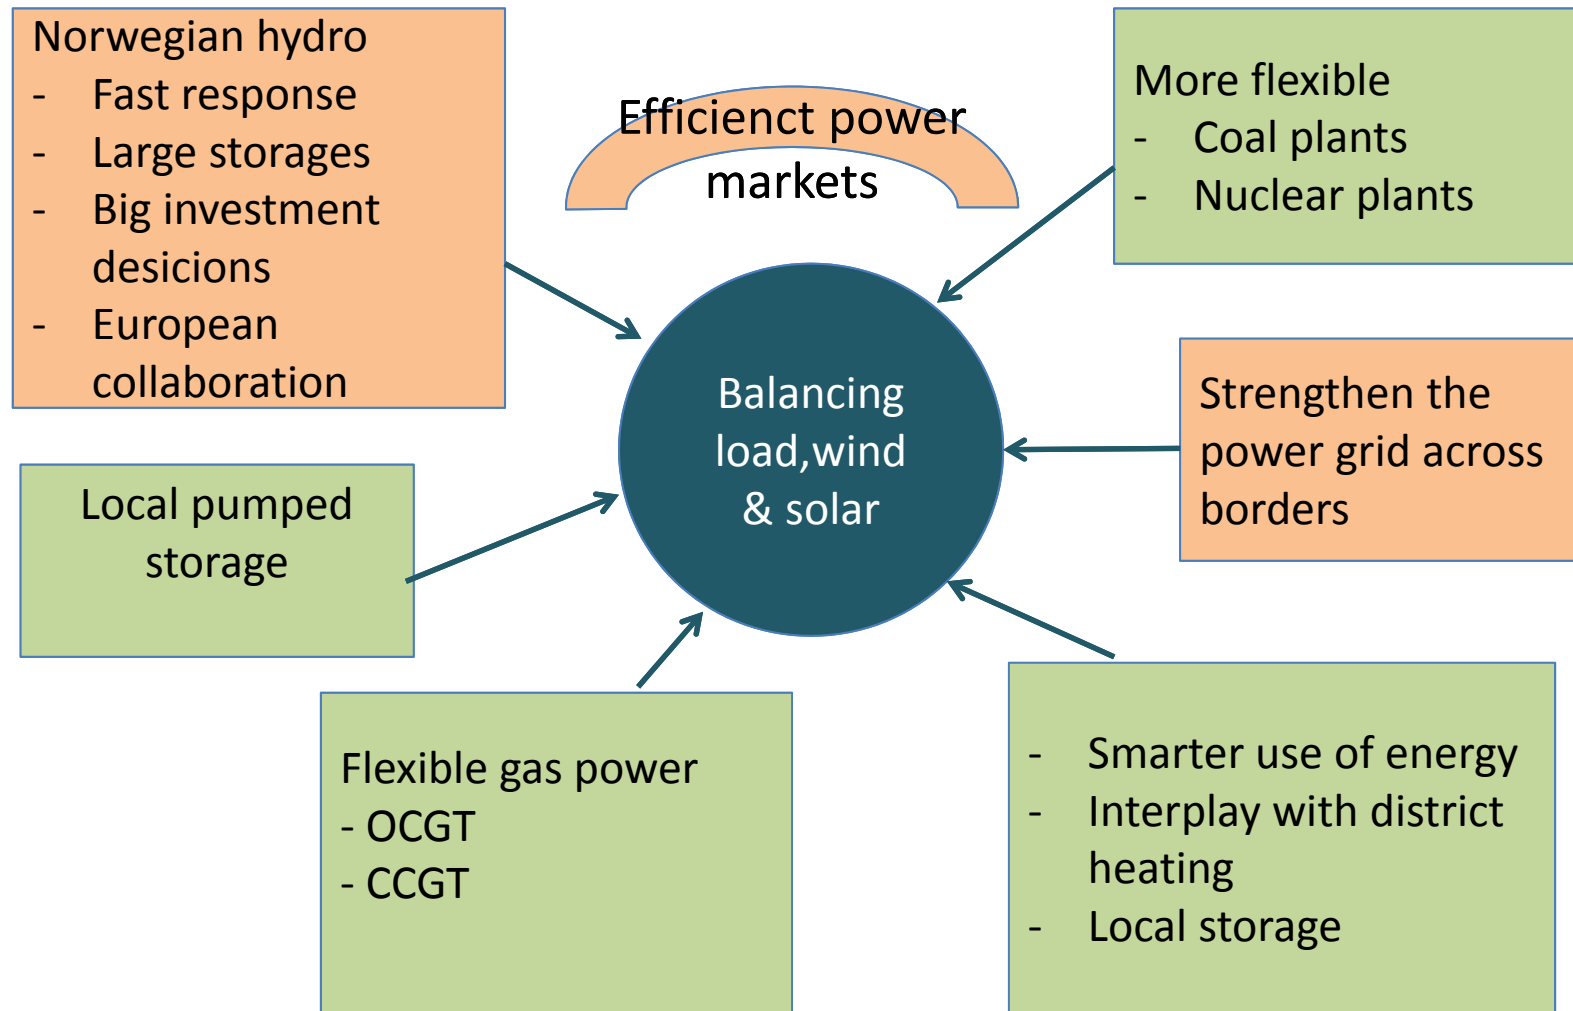 Norwegian hydro
- Fast response
- Large storages
- Big investment
desicions
- European
collaboration
Efficienct power
markets
More flexible
- Coal plants
- Nuclear plants
Balancing
load,wind
& solar
Strengthen the
power grid across
borders
Local pumped
storage
Flexible gas power
- OCGT
- CCGT
- Smarter use of energy
- Interplay with district
heating
- Local storage